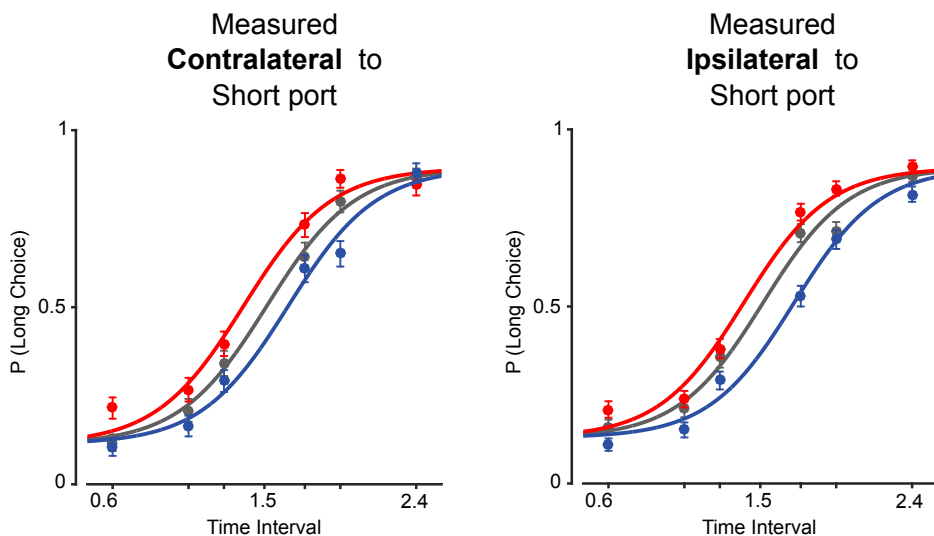 Measured
Contralateral to
Short port
1
0.5
0
P (Long Choice)
0.6
1.5
2.4
Time Interval
Measured
Ipsilateral to
Short port
1
0.5
0
P (Long Choice)
0.6
1.5
2.4
Time Interval